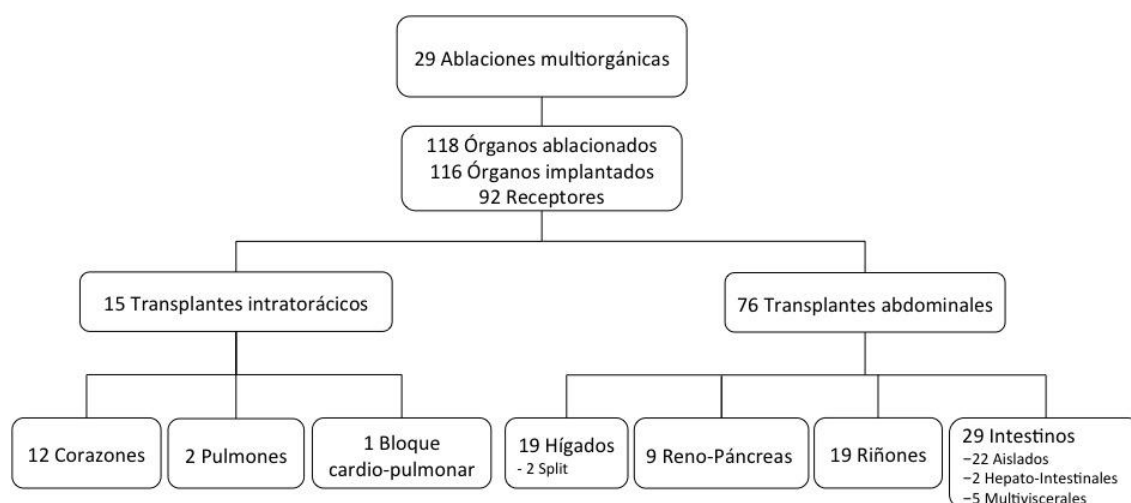 29 Ablaciones multiorgánicas
118 Órganos ablacionados
116 Órganos implantados
92 Receptores
15 Transplantes intratorácicos
76 Transplantes abdominales
12 Corazones
2 Pulmones
1 Bloque
cardio-pulmonar
19 Hígados
- 2 Split
9 Reno-Páncreas
19 Riñones
29 Intestinos
−22 Aislados
−2 Hepato-Intestinales
−5 Multiviscerales